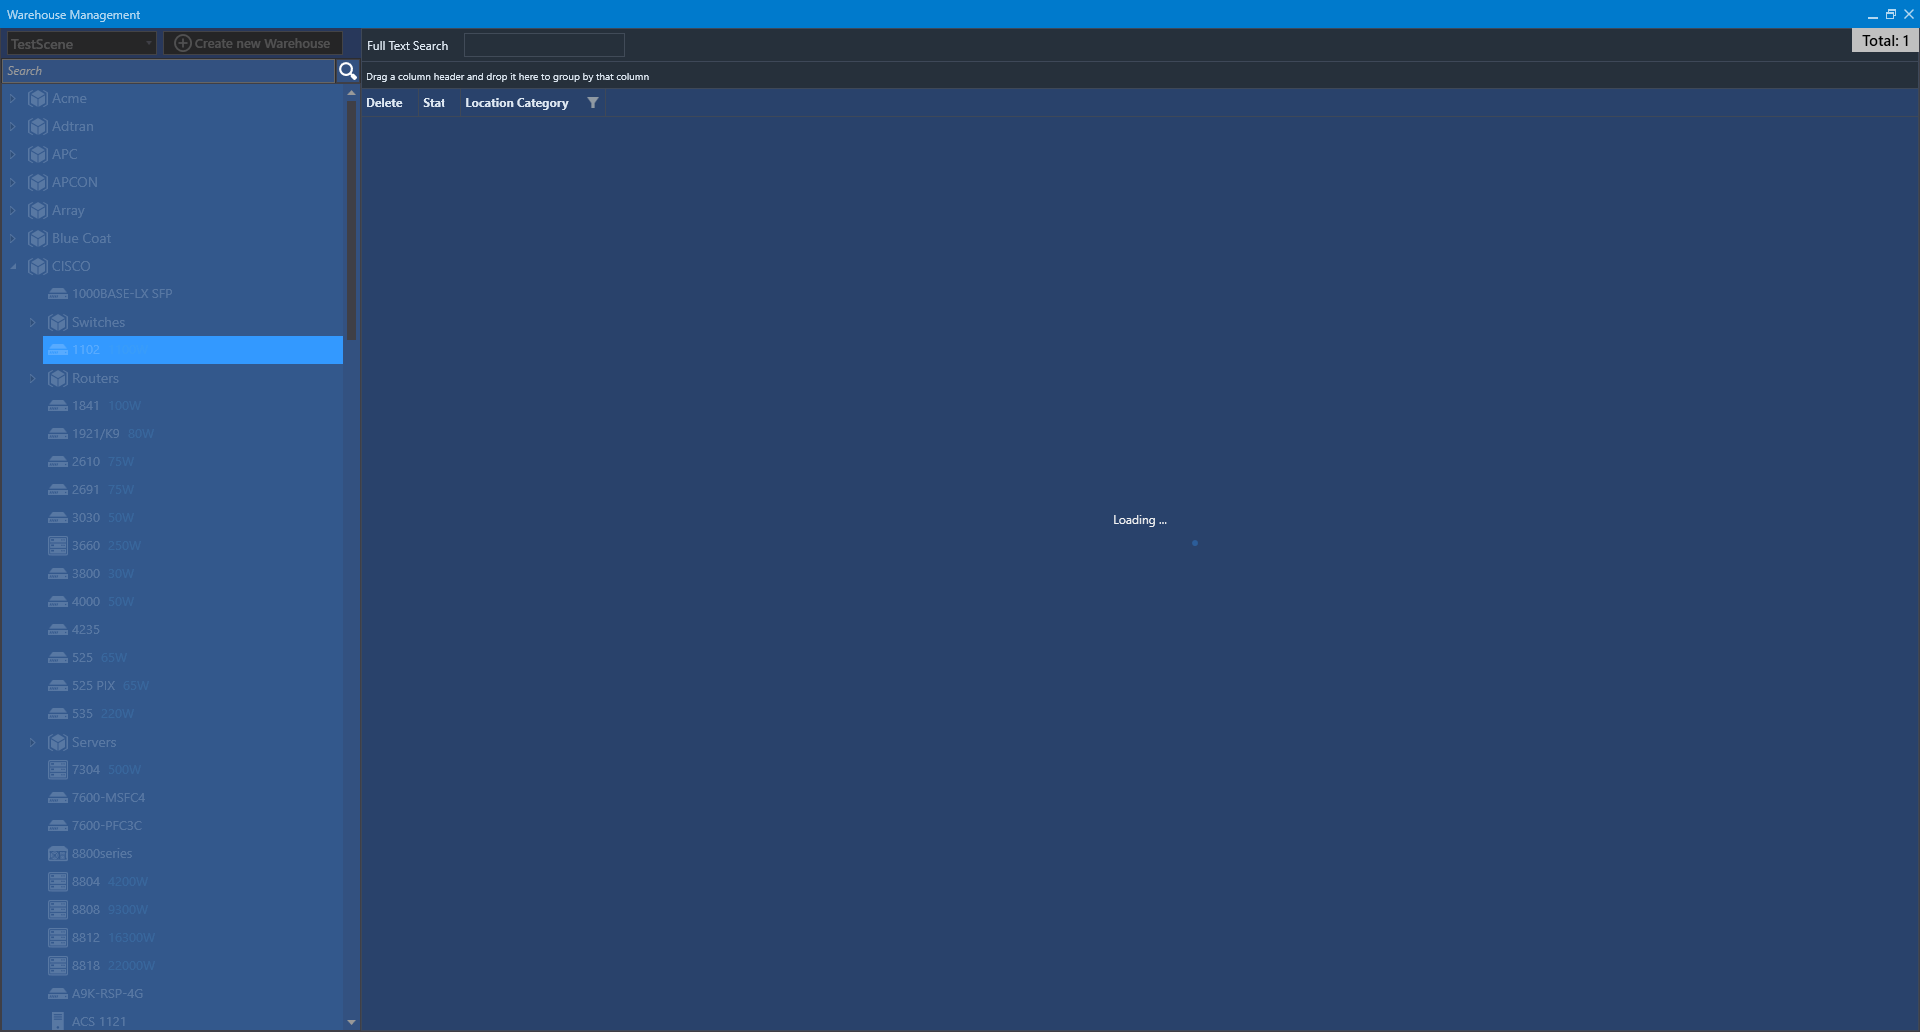 Warehouse Management
TestScene
Create new Warehouse
Full Text Search
Total: 1
Search
Drag a column header and drop it here to group by that column
Delete
Stat
Location Category
Acme
Adtran
APC
APCON
Array
Blue Coat
CISCO
1000BASE-LX SFP
Switches
1102
Routers
1841 100W
1921/K9 80W
2610 75W
2691 75W
3030 50W
3660 250W
3800 30W
4000 50W
4235
525 65W
525 PIX 65W
535 220W
Servers
7304 500W
7600-MSFC4
7600-PFC3C
8800series
8804 4200W
8808 9300W
8812 16300W
8818 22000W
A9K-RSP-4G
ACS 1121
Loading ...